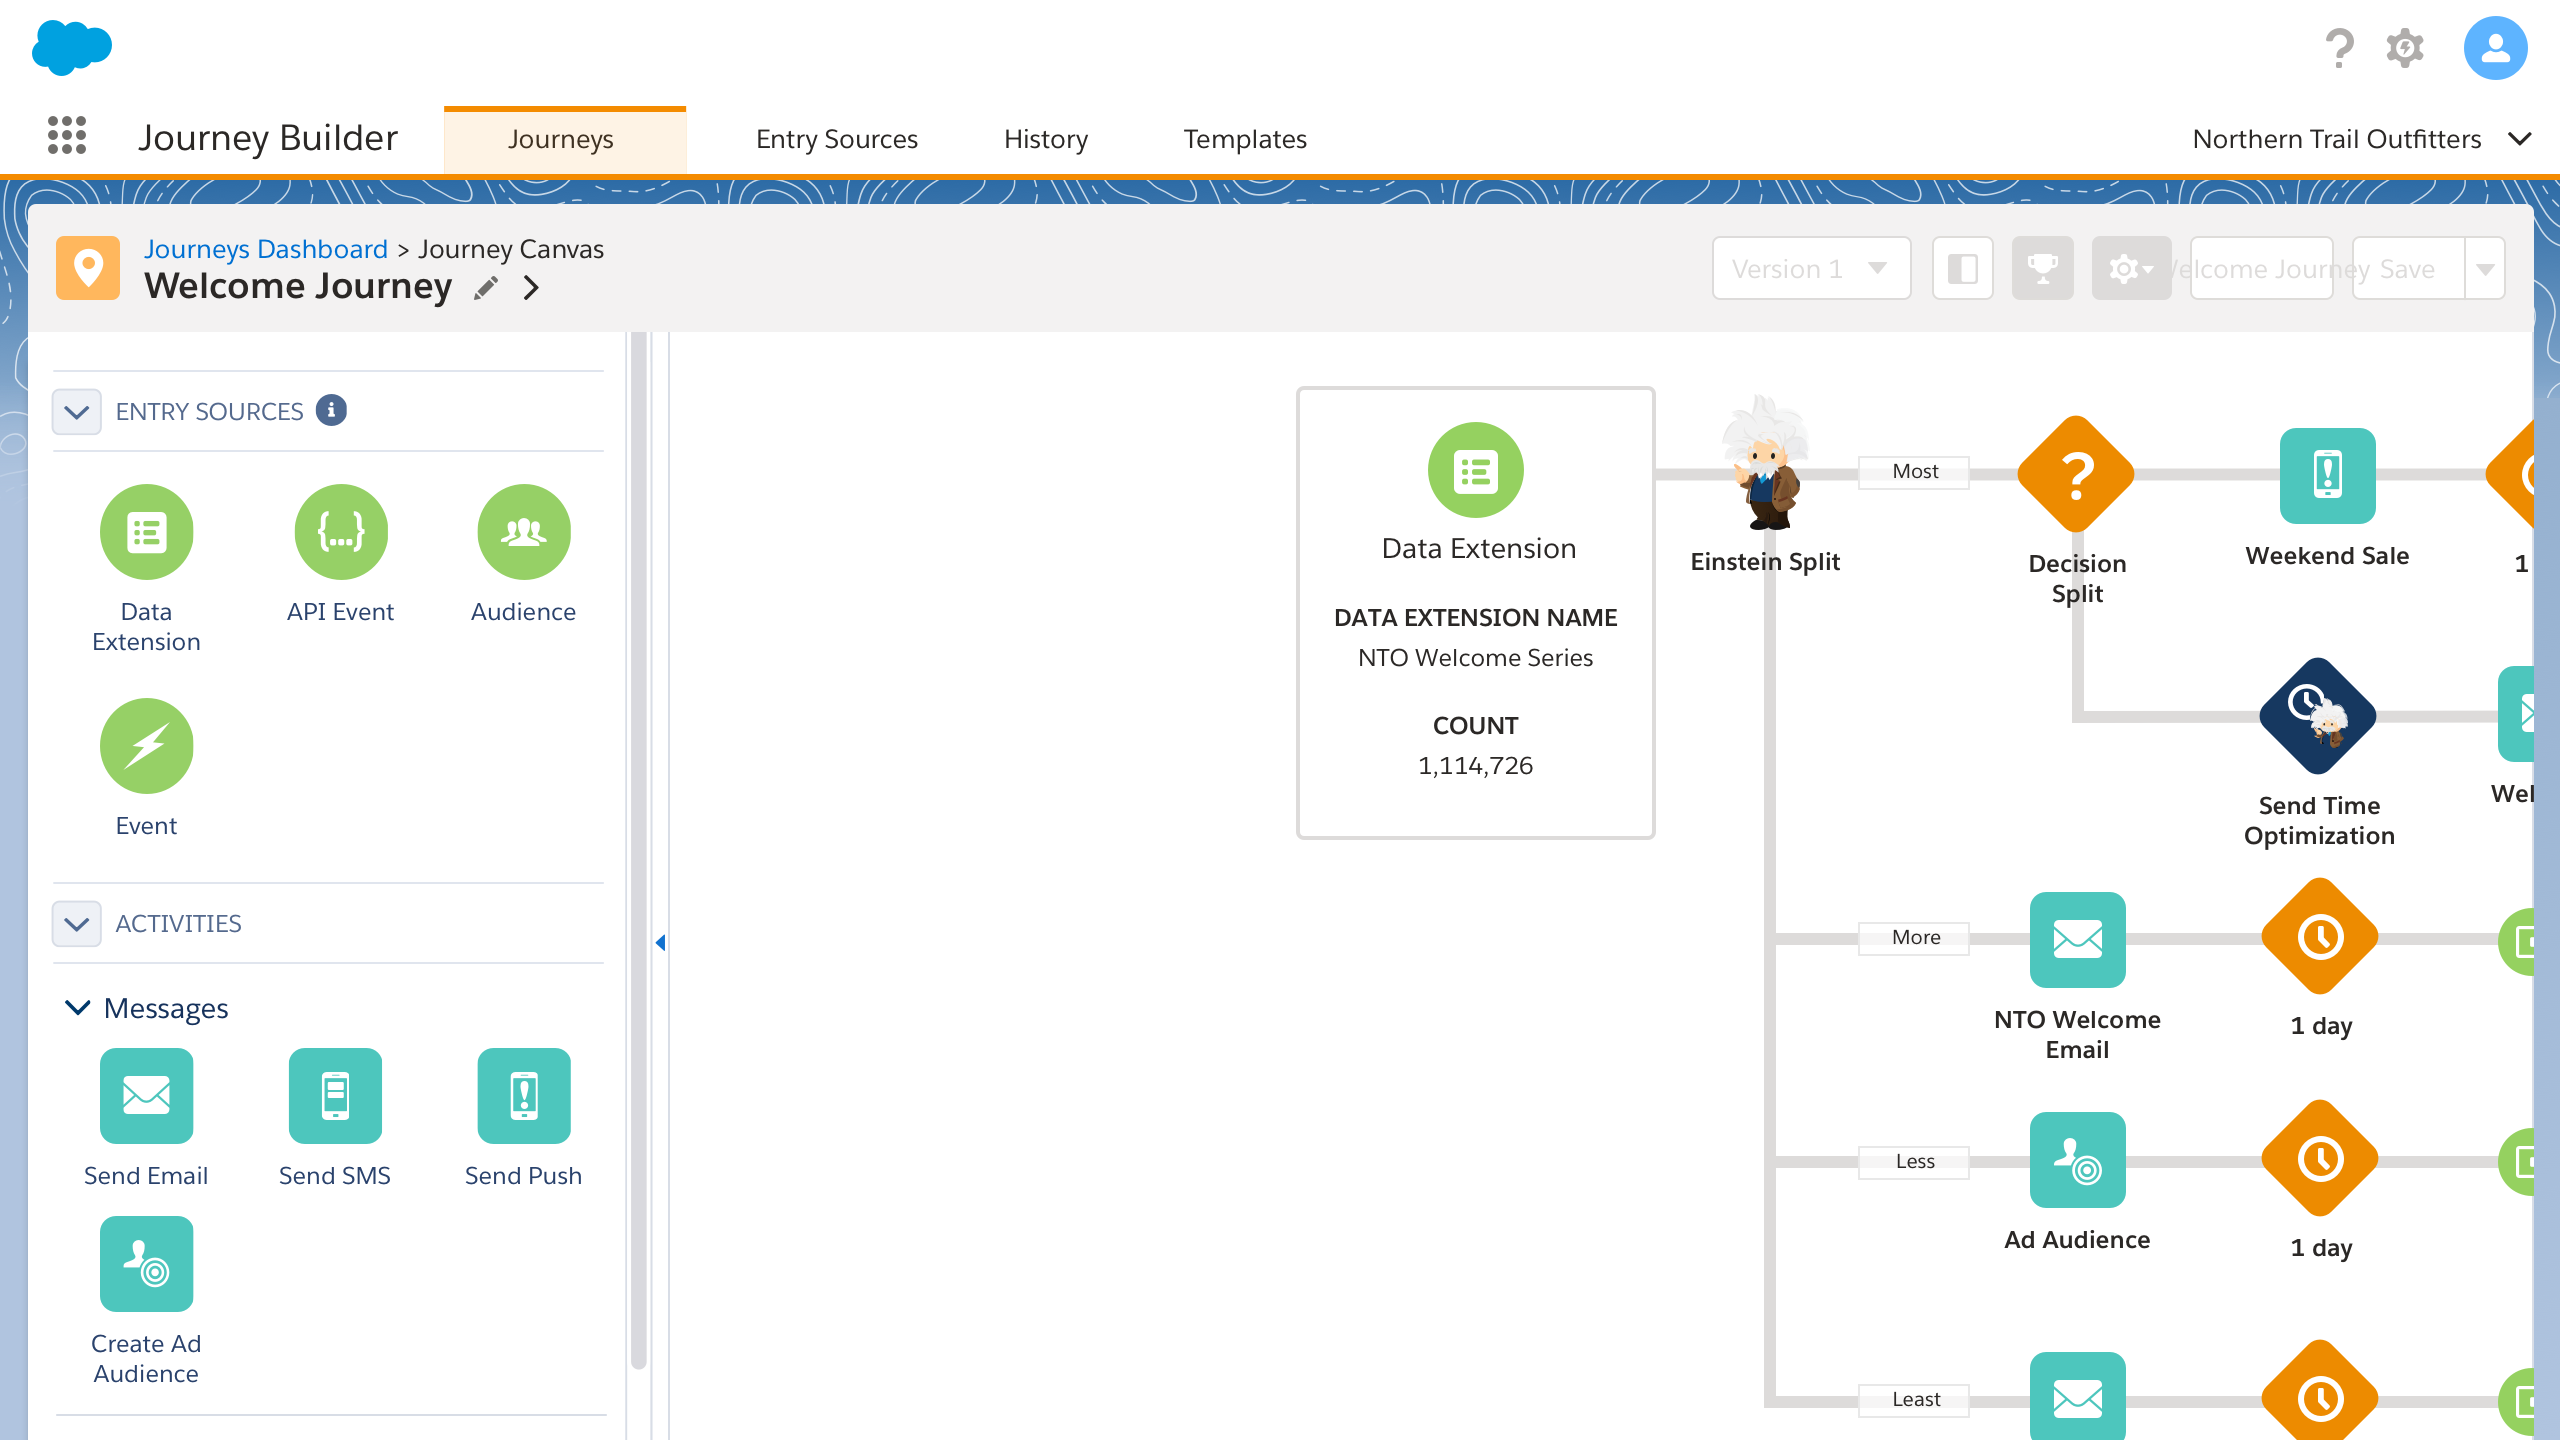 Journey Builder
Journeys
Entry Sources
History
Templates
Northern Trail Outfitters
Journeys Dashboard > Journey Canvas
Welcome Journey
Version 1
elcome Journey
Save
ENTRY SOURCES
Data
Extension
API Event
Audience
Event
ACTIVITIES
Messages
Send Email
Send SMS
Send Push
Create Ad
Audience
Data Extension
DATA EXTENSION NAME
NTO Welcome Series
COUNT
1,114,726
Einstein Split
Most
Decision
Split
Weekend Sale
1
Send Time
Optimization
Wel
More
NTO Welcome
Email
1 day
Less
Ad Audience
1 day
Least